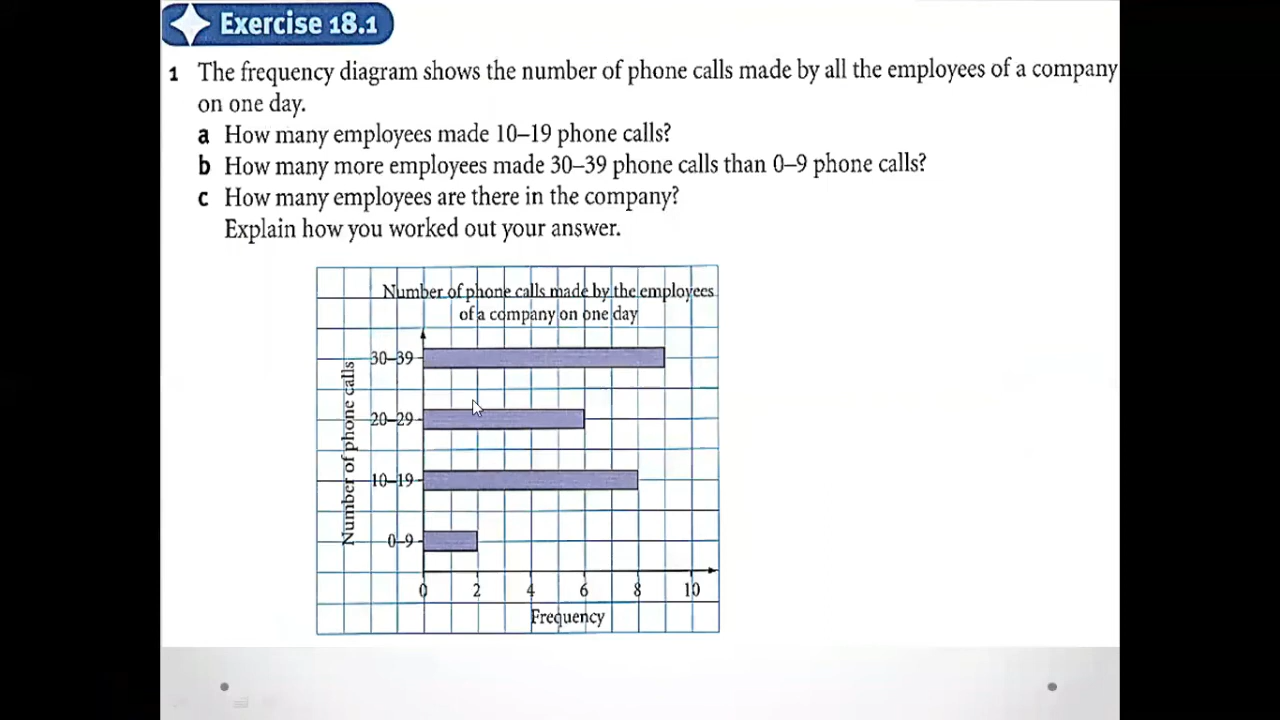 Exercise 18.1
1 The frequency diagram shows the number of phone calls made by all the employees of a company
on one day.
a How many employees made 10–19 phone calls?
b How many more employees made 30–39 phone calls than 0–9 phone calls?
c How many employees are there in the company?
Explain how you worked out your answer.
Number of phone calls made by the employees
of a company on one day
Number of phone calls
30–39
20–29
10–19
0–9
0 2 4 6 8 10
Frequency